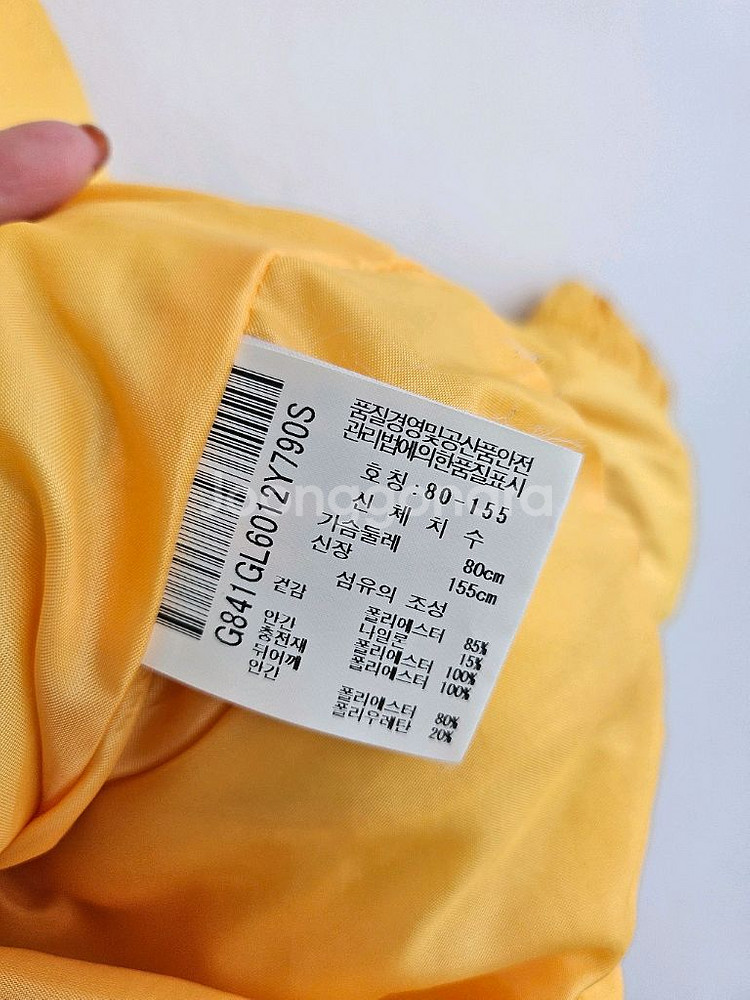 G841GL6012Y790S
품질경영및공산품안전
관리법에의한품질표시
호칭:80-155
신체치수
가슴둘레 80cm
신장 155cm
섬유의 조성
겉감 폴리에스터 85%
나일론 15%
안감 폴리에스터 100%
충전재 폴리에스터 100%
뒤어깨
안감 폴리에스터 80%
폴리우레탄 20%
joonggonara